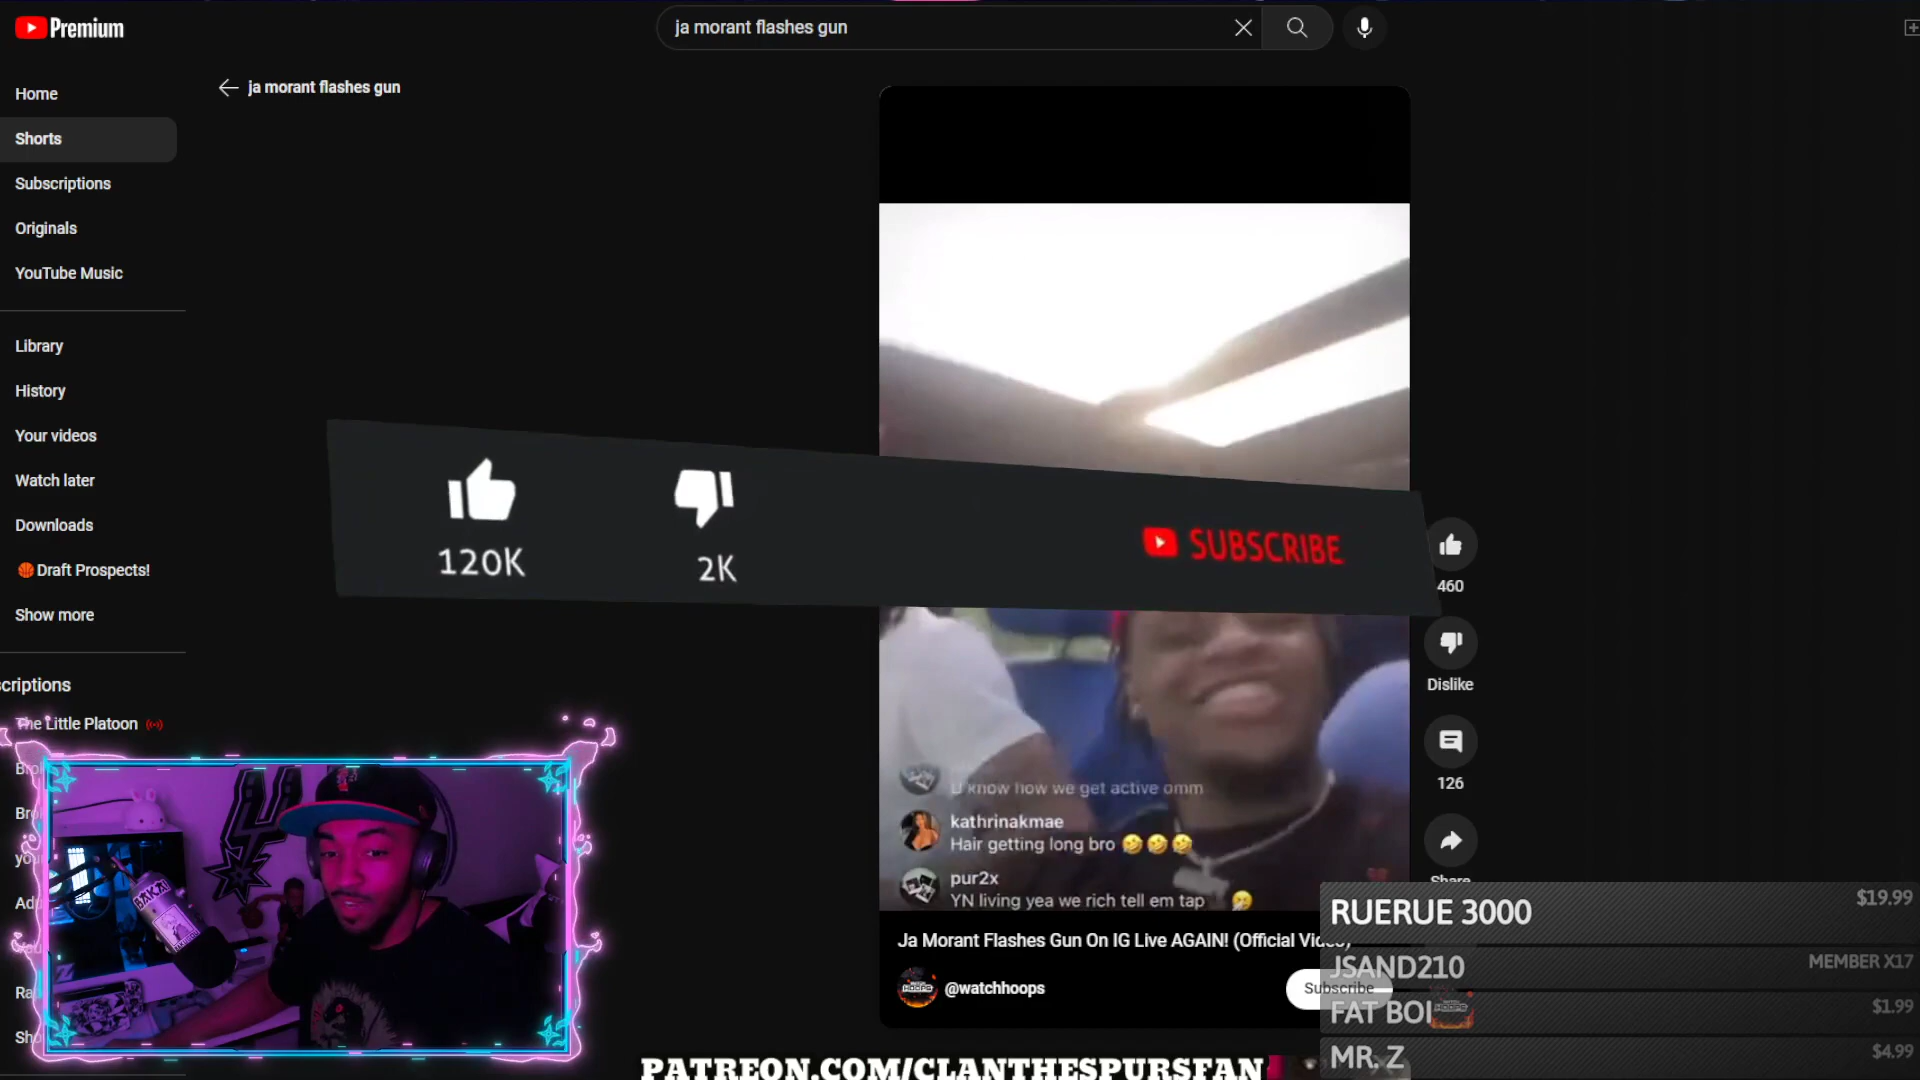 Premium
ja morant flashes gun
ja morant flashes gun
Home
Shorts
Subscriptions
Originals
YouTube Music
Library
History
Your videos
Watch later
Downloads
Draft Prospects!
Show more
scriptions
The Little Platoon
120K
2K
SUBSCRIBE
460
Dislike
126
Share
U know how we get active omm
kathrinakmae
Hair getting long bro 🤣🤣🤣
pur2x
YN living yea we rich tell em tap
Ja Morant Flashes Gun On IG Live AGAIN! (Official Video)
@watchhoops
Subscribe
RUERUE 3000
$19.99
JSAND210
MEMBER X17
FAT BOI
$1.99
MR. Z
$4.99
PATREON.COM/CLANTHESPURSFAN